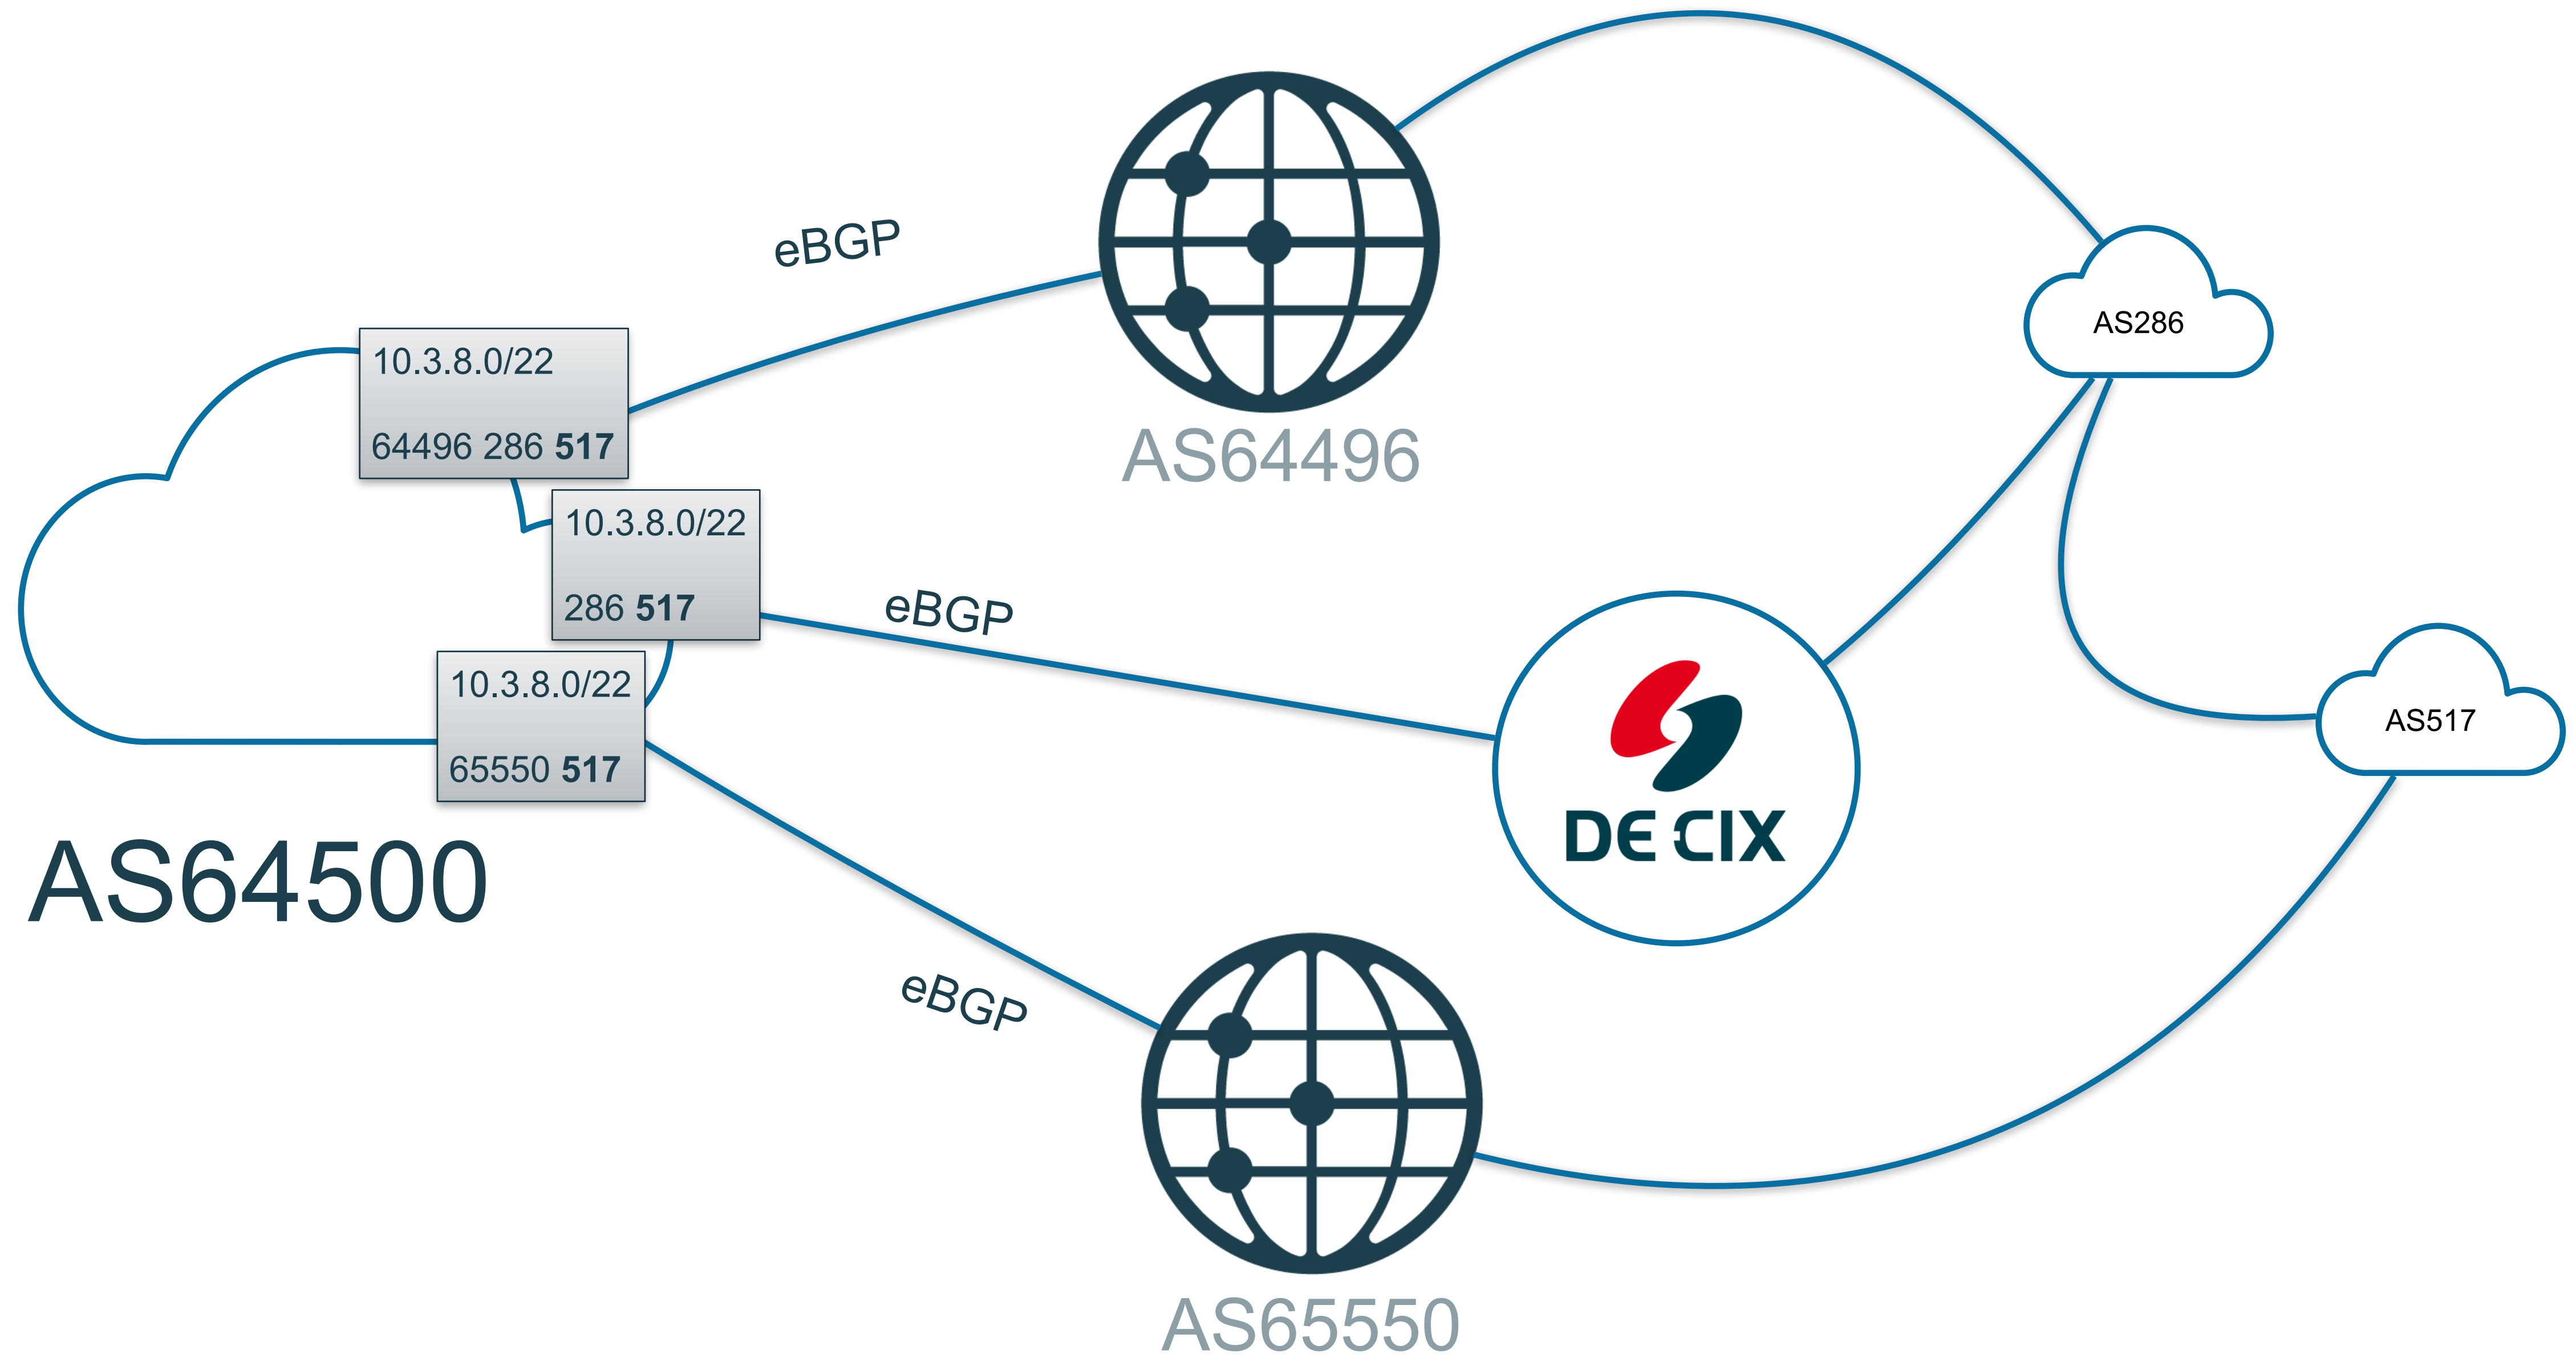 eBGP
AS286
10.3.8.0/22
64496 286 517
AS64496
10.3.8.0/22
286 517
eBGP
10.3.8.0/22
65550 517
AS517
DE CIX
AS64500
eBGP
AS65550